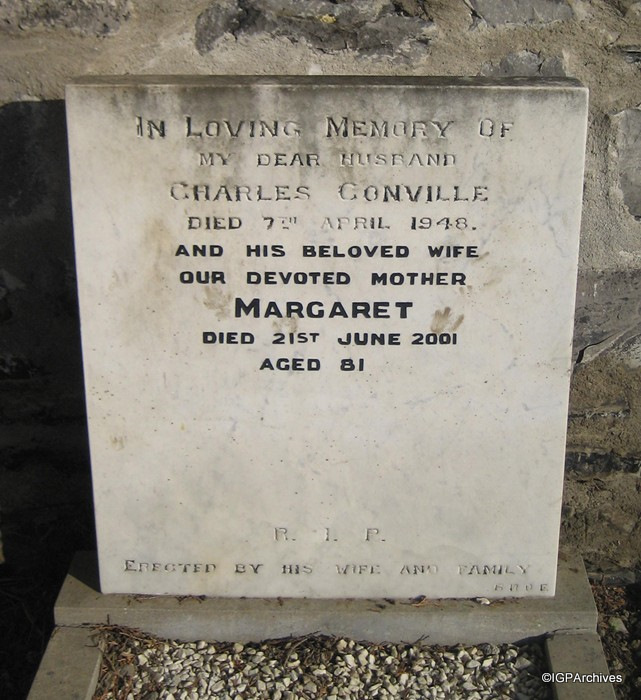 IN LOVING MEMORY OF
MY DEAR HUSBAND
CHARLES CONVILLE
DIED 7TH APRIL 1948.
AND HIS BELOVED WIFE
OUR DEVOTED MOTHER
MARGARET
DIED 21ST JUNE 2001
AGED 81
R. I. P.
ERECTED BY HIS WIFE AND FAMILY
©IGPArchives